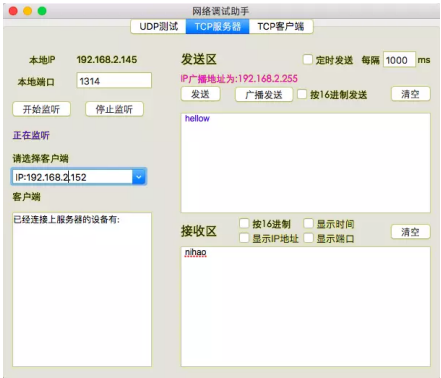 网络调试助手
UDP测试 TCP服务器 TCP客户端
本地IP 192.168.2.145
本地端口 1314
开始监听 停止监听
正在监听
请选择客户端
IP:192.168.2.152
客户端
已经连接上服务器的设备有:
发送区 定时发送 每隔 1000 ms
IP广播地址为:192.168.2.255
发送 广播发送 按16进制发送 清空
hellow
接收区 按16进制 显示时间 清空
显示IP地址 显示端口
nihao